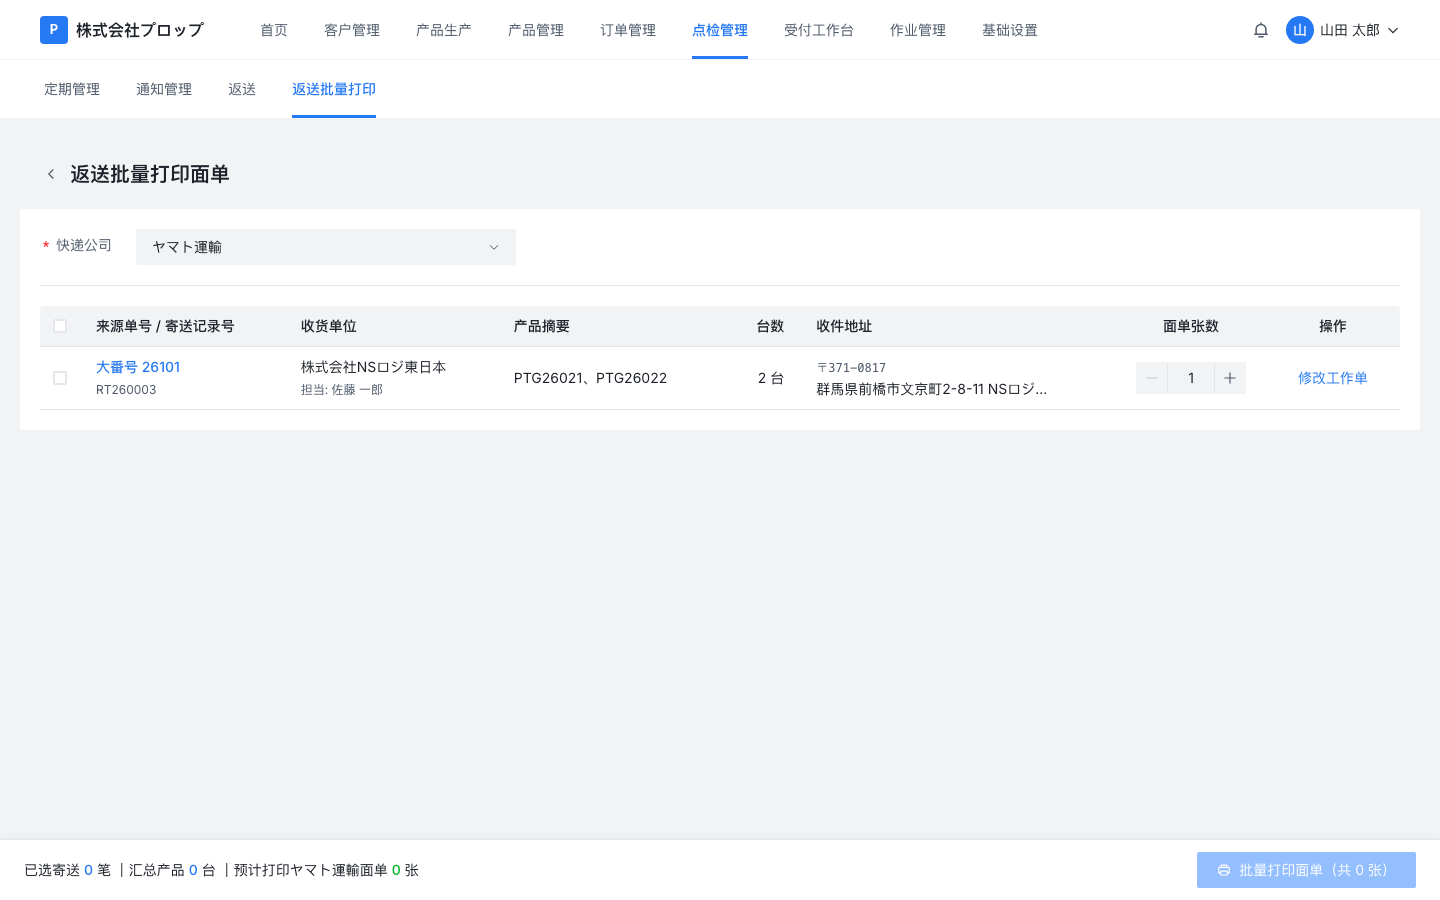 P 株式会社プロップ 首页 客户管理 产品生产 产品管理 订单管理 点检管理 受付工作台 作业管理 基础设置 山 山田 太郎
定期管理 通知管理 返送 返送批量打印
返送批量打印面单
* 快递公司 ヤマト運輸
来源单号 / 寄送记录号 收货单位 产品摘要 台数 收件地址 面单张数 操作
大番号 26101 株式会社NSロジ東日本 PTG26021、PTG26022 2 台 〒371-0817 1 修改工作单
RT260003 担当: 佐藤 一郎 群馬県前橋市文京町2-8-11 NSロジ...
已选寄送 0 笔 | 汇总产品 0 台 | 预计打印ヤマト運輸面单 0 张 批量打印面单（共 0 张）